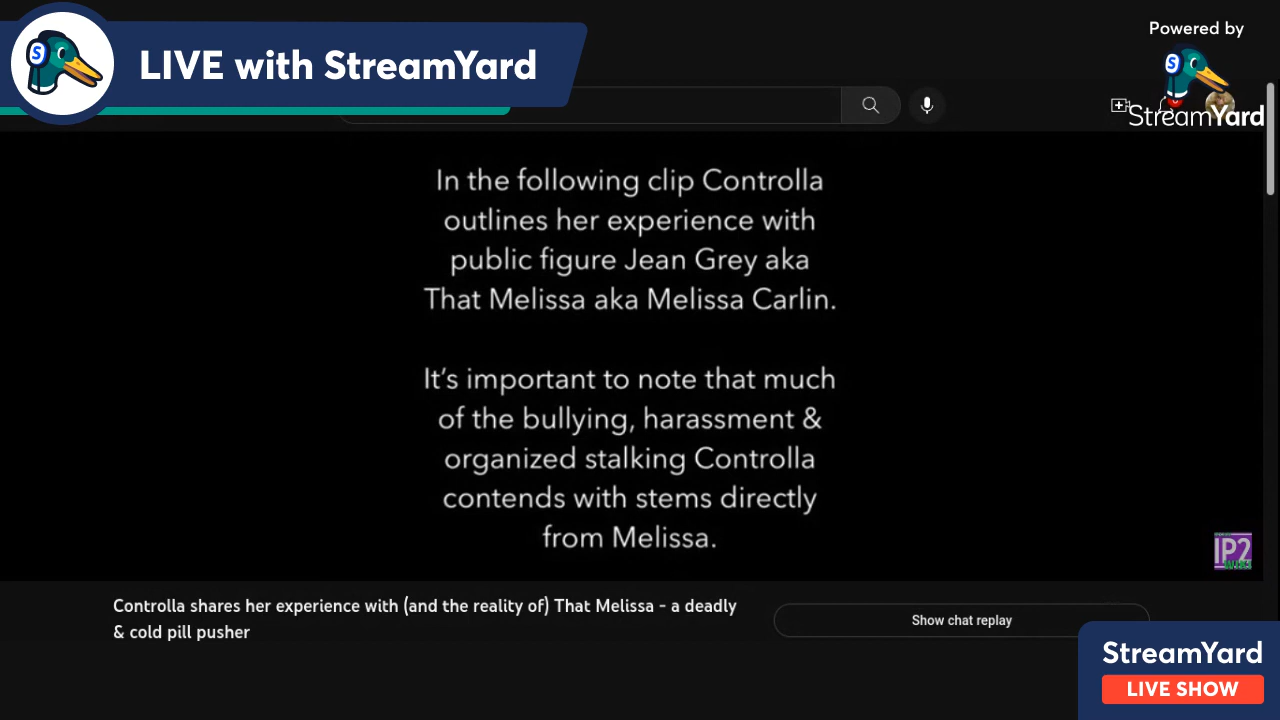 Powered by
S
LIVE with StreamYard
S
StreamYard
In the following clip Controlla
outlines her experience with
public figure Jean Grey aka
That Melissa aka Melissa Carlin.
It's important to note that much
of the bullying, harassment &
organized stalking Controlla
contends with stems directly
from Melissa.
IP2
WIKI
Controlla shares her experience with (and the reality of) That Melissa - a deadly
& cold pill pusher
Show chat replay
StreamYard
LIVE SHOW